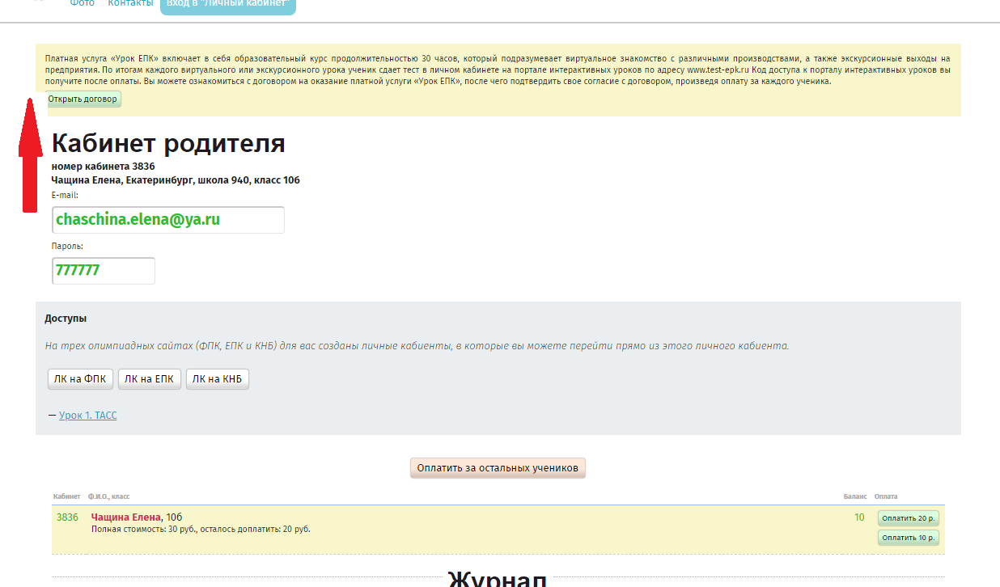 Фото Контакты Вход в "Личный кабинет"
Платная услуга «Урок ЕПК» включает в себя образовательный курс продолжительностью 30 часов, который подразумевает виртуальное знакомство с различными производствами, а также экскурсионные выходы на
предприятия. По итогам каждого виртуального или экскурсионного урока ученик сдает тест в личном кабинете на портале интерактивных уроков по адресу www.test-epk.ru Код доступа к порталу интерактивных уроков вы
получите после оплаты. Вы можете ознакомиться с договором на оказание платной услуги «Урок ЕПК», после чего подтвердить свое согласие с договором, произведя оплату за каждого ученика.
Открыть договор
Кабинет родителя
номер кабинета 3836
Чащина Елена, Екатеринбург, школа 940, класс 10б
E-mail:
chaschina.elena@ya.ru
Пароль:
777777
Доступы
На трех олимпиадных сайтах (ФПК, ЕПК и КНБ) для вас созданы личные кабиенты, в которые вы можете перейти прямо из этого личного кабиента.
ЛК на ФПК ЛК на ЕПК ЛК на КНБ
— Урок 1. ТАСС
Оплатить за остальных учеников
Кабинет Ф.И.О., класс Баланс Оплата
3836 Чащина Елена, 10б 10 Оплатить 20 р.
Полная стоимость: 30 руб., осталось доплатить: 20 руб.
Оплатить 10 р.
Журнал